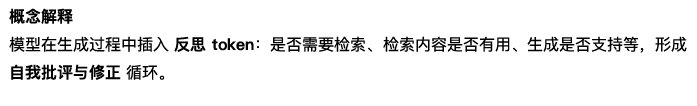 概念解释
模型在生成过程中插入 反思 token：是否需要检索、检索内容是否有用、生成是否支持等，形成
自我批评与修正 循环。